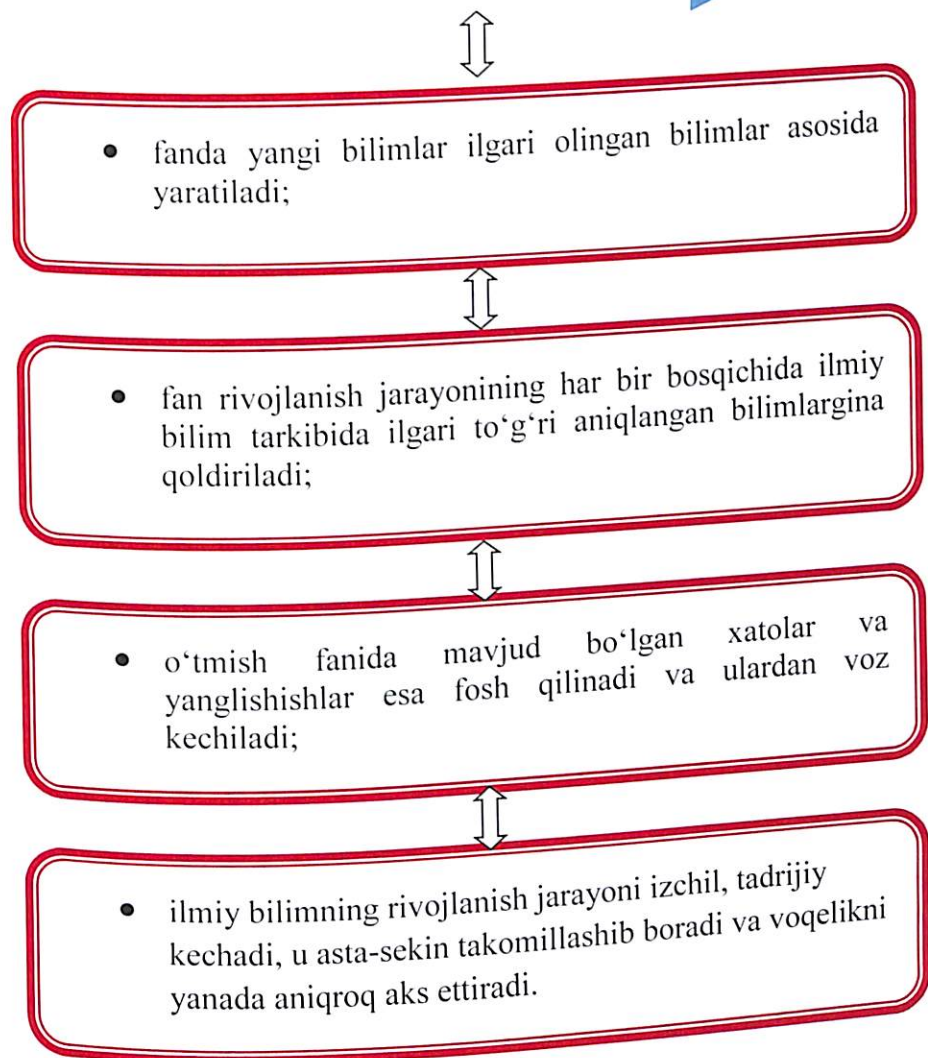 • fanda yangi bilimlar ilgari olingan bilimlar asosida
yaratiladi;
• fan rivojlanish jarayonining har bir bosqichida ilmiy
bilim tarkibida ilgari to‘g‘ri aniqlangan bilimlargina
qoldiriladi;
• o‘tmish fanida mavjud bo‘lgan xatolar va
yanglishishlar esa fosh qilinadi va ulardan voz
kechiladi;
• ilmiy bilimning rivojlanish jarayoni izchil, tadrijiy
kechadi, u asta-sekin takomillashib boradi va voqelikni
yanada aniqroq aks ettiradi.